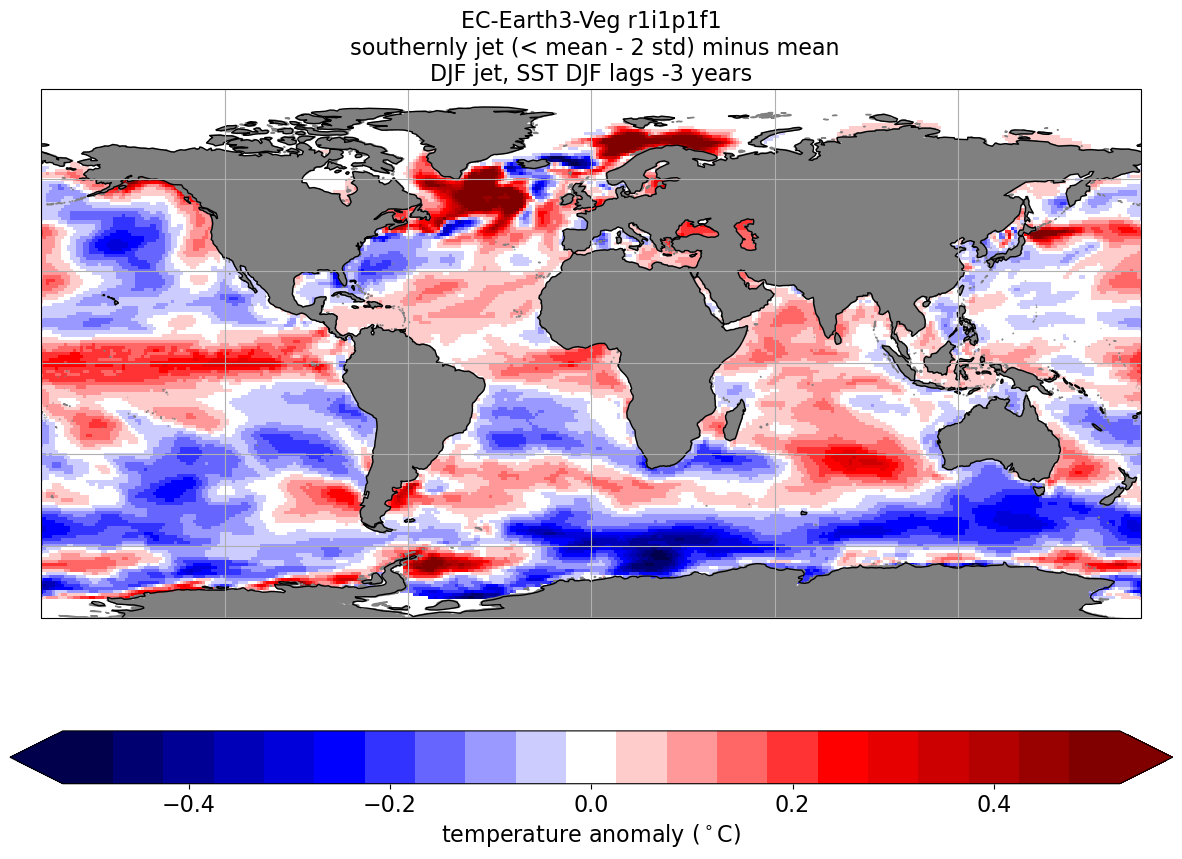 EC-Earth3-Veg r1i1p1f1
southernly jet (< mean - 2 std) minus mean
DJF jet, SST DJF lags -3 years
−0.4 −0.2 0.0 0.2 0.4
temperature anomaly (°C)